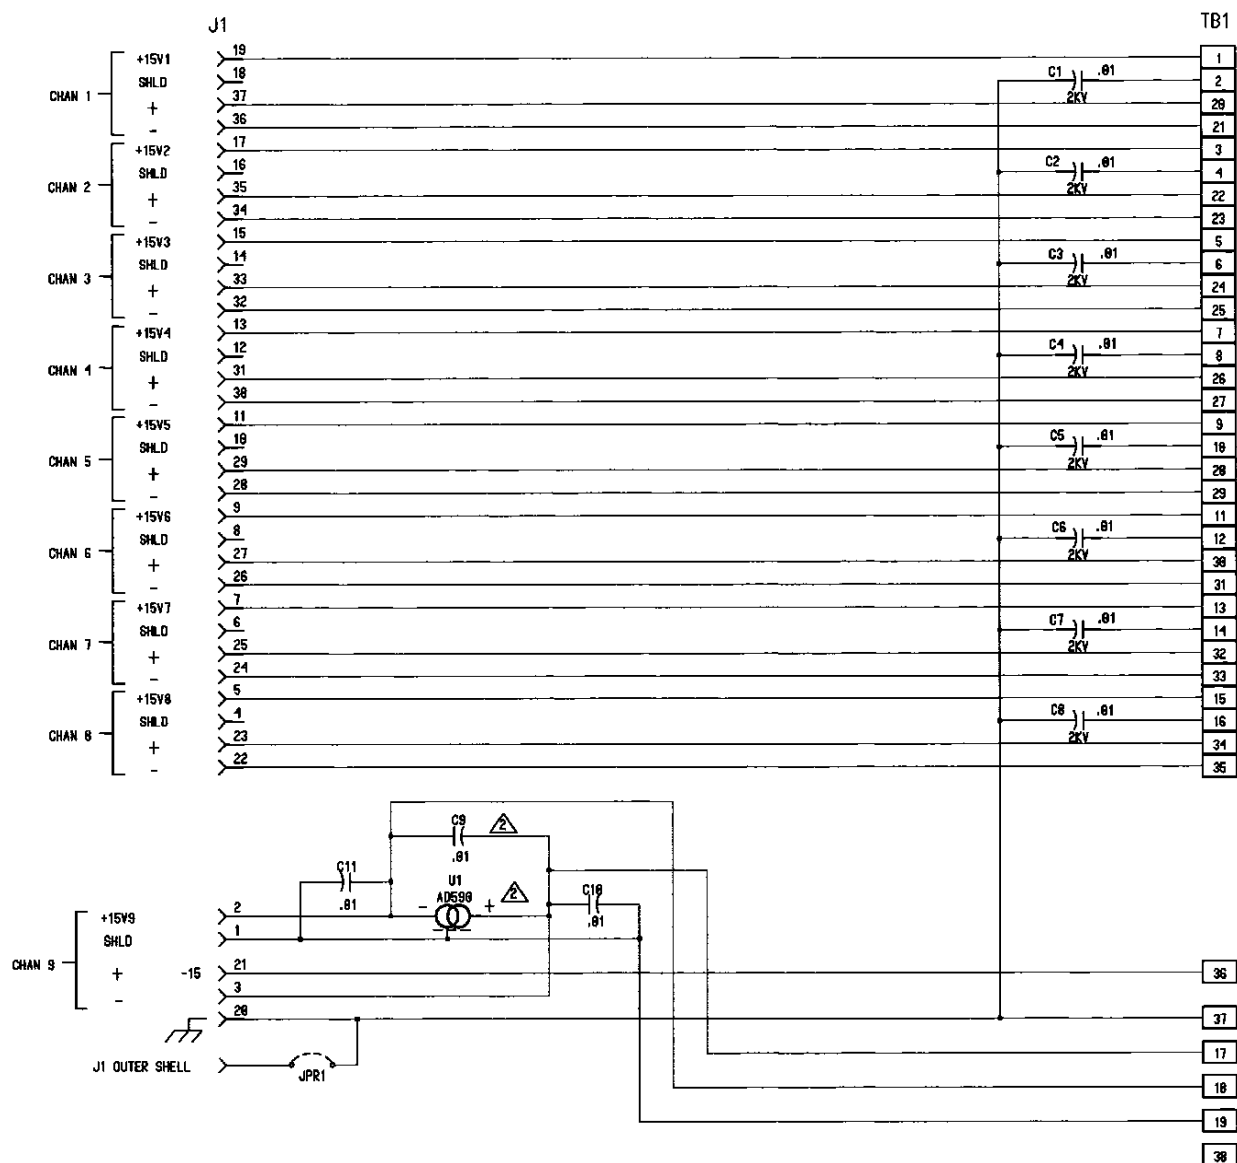 J1 TB1
+15V1 19 1
SHLD 18 C1 .01 2
CHAN 1
+ 37 2KV 20
- 36 21
+15V2 17 3
SHLD 16 C2 .01 4
CHAN 2
+ 35 2KV 22
- 34 23
+15V3 15 5
SHLD 14 C3 .01 6
CHAN 3
+ 33 2KV 24
- 32 25
+15V4 13 7
SHLD 12 C4 .01 8
CHAN 4
+ 31 2KV 26
- 30 27
+15V5 11 9
SHLD 10 C5 .01 10
CHAN 5
+ 29 2KV 28
- 28 29
+15V6 9 11
SHLD 8 C6 .01 12
CHAN 6
+ 27 2KV 30
- 26 31
+15V7 7 13
SHLD 6 C7 .01 14
CHAN 7
+ 25 2KV 32
- 24 33
+15V8 5 15
SHLD 4 C8 .01 16
CHAN 8
+ 23 2KV 34
- 22 35
C9 2
.01
C11 U1
.01 AD590 2 C10
- + .01
+15V9 2
SHLD 1
CHAN 9
+ -15 21 36
- 3
20 37
17
J1 OUTER SHELL JPR1
18
19
38